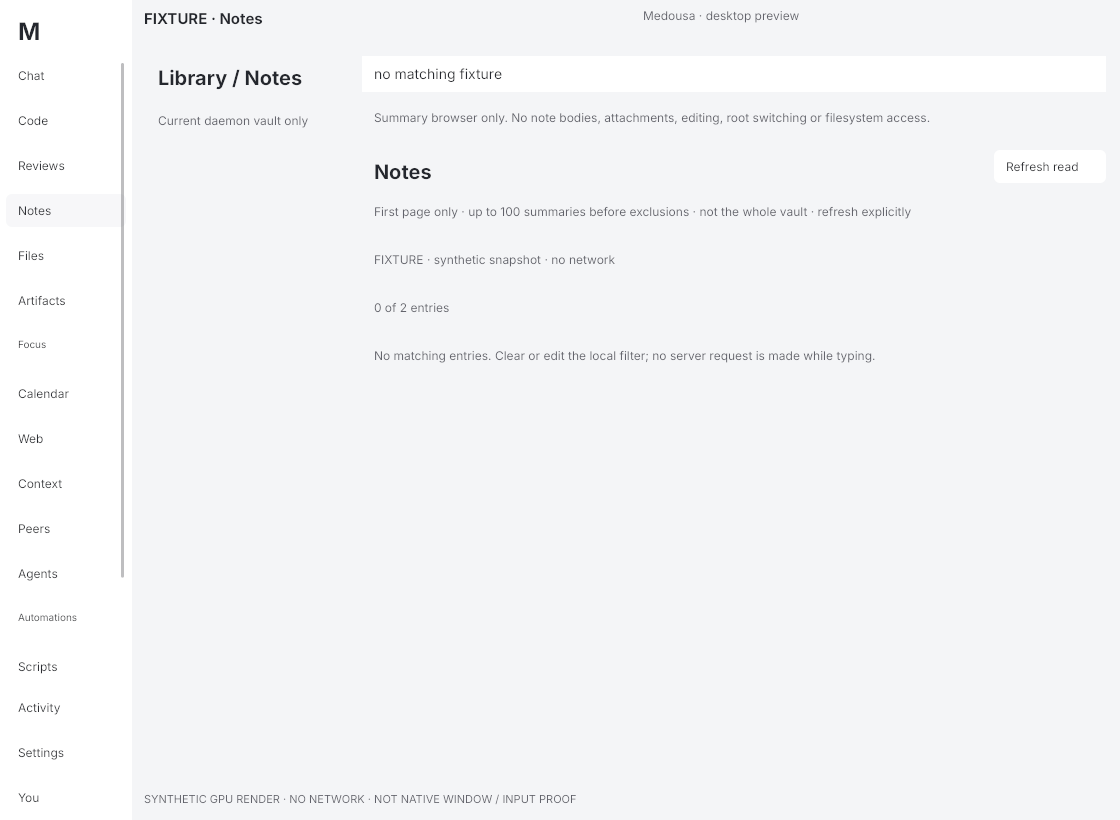 M
Chat
Code
Reviews
Notes
Files
Artifacts
Focus
Calendar
Web
Context
Peers
Agents
Automations
Scripts
Activity
Settings
You
FIXTURE · Notes
Medousa · desktop preview
Library / Notes
Current daemon vault only
no matching fixture
Summary browser only. No note bodies, attachments, editing, root switching or filesystem access.
Notes
Refresh read
First page only · up to 100 summaries before exclusions · not the whole vault · refresh explicitly
FIXTURE · synthetic snapshot · no network
0 of 2 entries
No matching entries. Clear or edit the local filter; no server request is made while typing.
SYNTHETIC GPU RENDER · NO NETWORK · NOT NATIVE WINDOW / INPUT PROOF